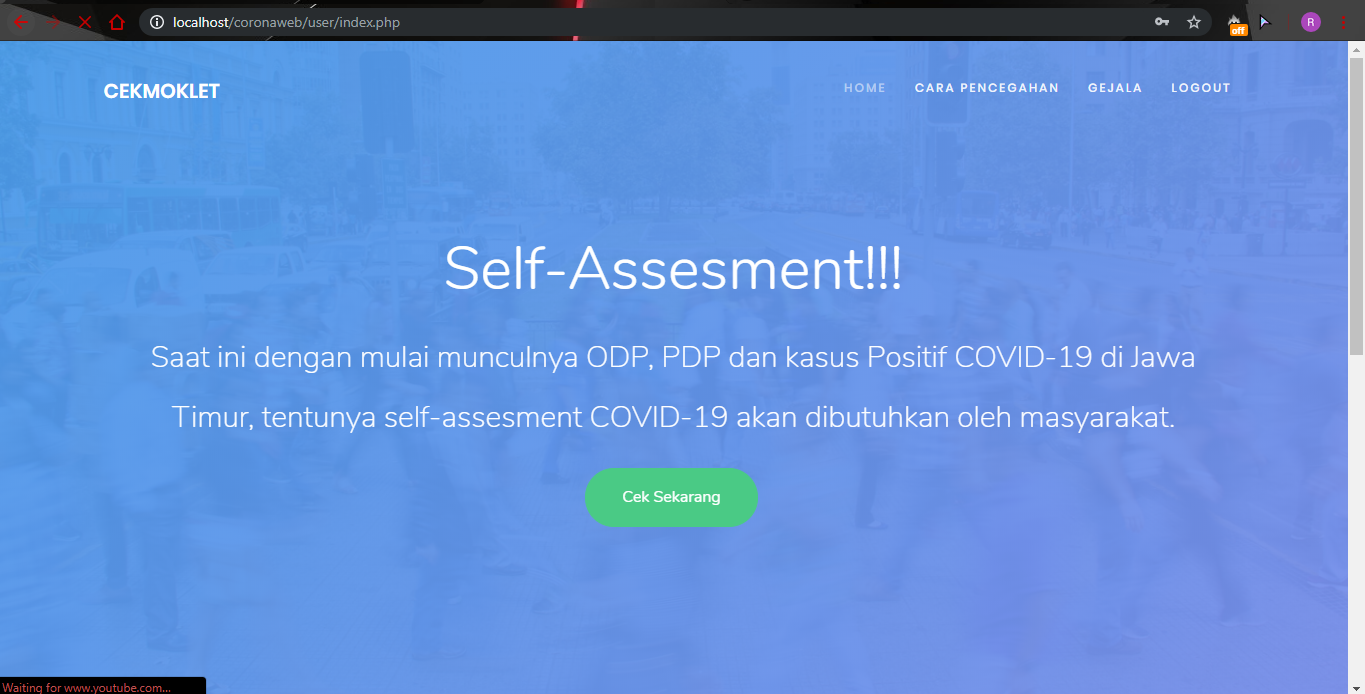 localhost/coronaweb/user/index.php
off
R
CEKMOKLET
HOME CARA PENCEGAHAN GEJALA LOGOUT
Self-Assesment!!!
Saat ini dengan mulai munculnya ODP, PDP dan kasus Positif COVID-19 di Jawa
Timur, tentunya self-assesment COVID-19 akan dibutuhkan oleh masyarakat.
Cek Sekarang
Waiting for www.youtube.com...